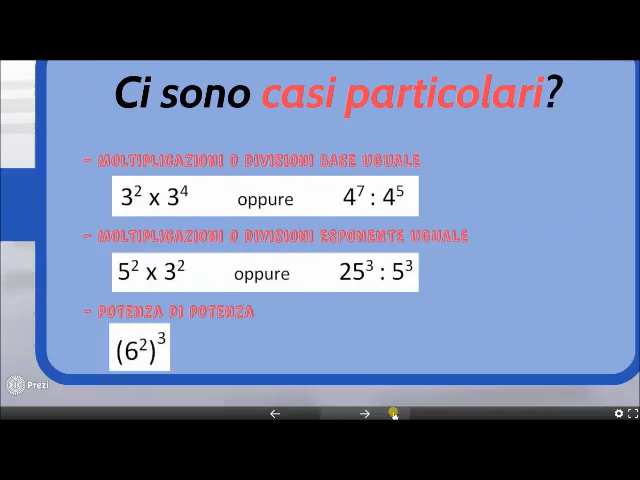 Ci sono casi particolari?
- MOLTIPLICAZIONI O DIVISIONI BASE UGUALE
3² x 3⁴ oppure 4⁷ : 4⁵
- MOLTIPLICAZIONI O DIVISIONI ESPONENTE UGUALE
5² x 3² oppure 25³ : 5³
- POTENZA DI POTENZA
(6²)³
Prezi